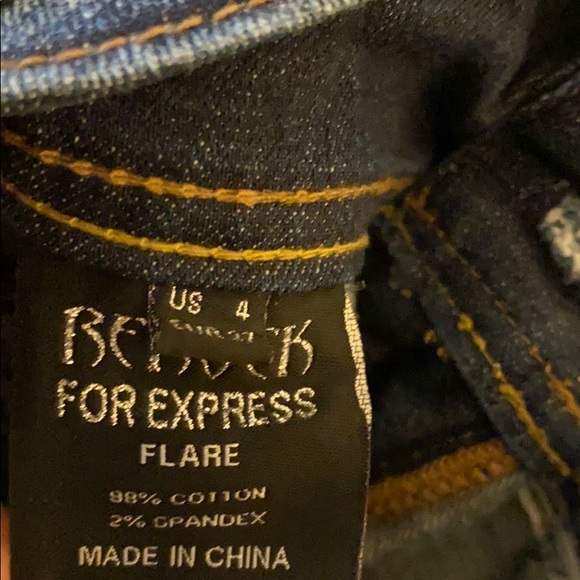 US 4
FOR EXPRESS
FLARE
98% COTTON
2% SPANDEX
MADE IN CHINA